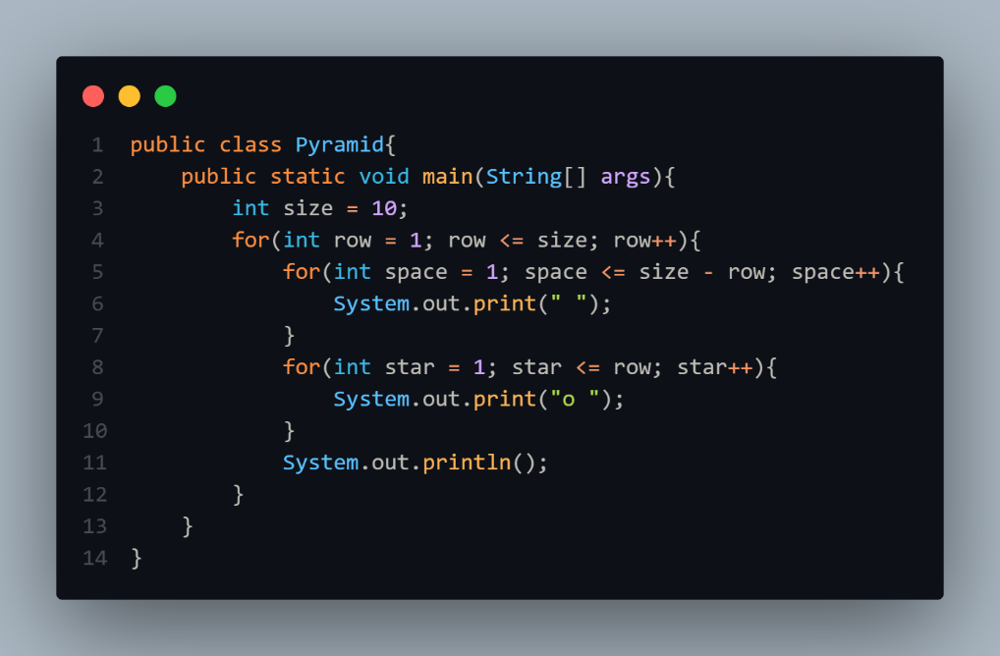 1 public class Pyramid{
2     public static void main(String[] args){
3         int size = 10;
4         for(int row = 1; row <= size; row++){
5             for(int space = 1; space <= size - row; space++){
6                 System.out.print(" ");
7             }
8             for(int star = 1; star <= row; star++){
9                 System.out.print("o ");
10             }
11             System.out.println();
12         }
13     }
14 }